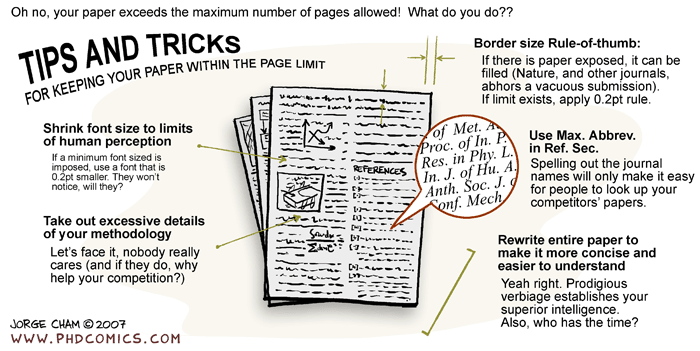 Oh no, your paper exceeds the maximum number of pages allowed! What do you do??
TIPS AND TRICKS
FOR KEEPING YOUR PAPER WITHIN THE PAGE LIMIT
Border size Rule-of-thumb:
If there is paper exposed, it can be
filled (Nature, and other journals,
abhors a vacuous submission).
If limit exists, apply 0.2pt rule.
Shrink font size to limits
of human perception
If a minimum font sized is
imposed, use a font that is
0.2pt smaller. They won't
notice, will they?
REFERENCES
of Met. A
Proc. of In. P.
Res. in Phy. L.
In. J. of Hu. A.
Anth. Soc. J.
Conf. Mech
Use Max. Abbrev.
in Ref. Sec.
Spelling out the journal
names will only make it easy
for people to look up your
competitors' papers.
Take out excessive details
of your methodology
Let's face it, nobody really
cares (and if they do, why
help your competition?)
Rewrite entire paper to
make it more concise and
easier to understand
Yeah right. Prodigious
verbiage establishes your
superior intelligence.
Also, who has the time?
JORGE CHAM © 2007
WWW.PHDCOMICS.COM